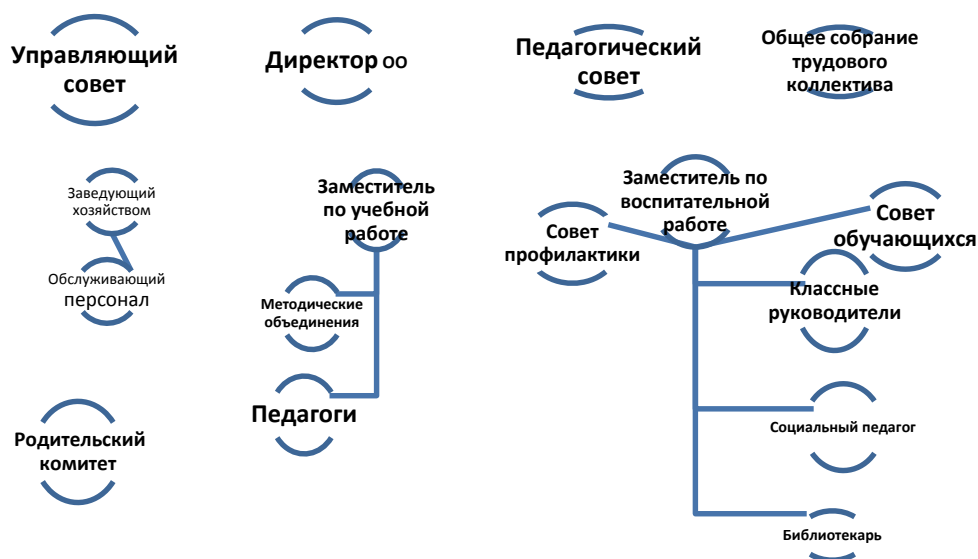 Управляющий
совет
Директор оо
Педагогический
совет
Общее собрание
трудового
коллектива
Заведующий
хозяйством
Обслуживающий
персонал
Родительский
комитет
Заместитель
по учебной
работе
Методические
объединения
Педагоги
Заместитель по
воспитательной
работе
Совет
профилактики
Совет
обучающихся
Классные
руководители
Социальный педагог
Библиотекарь